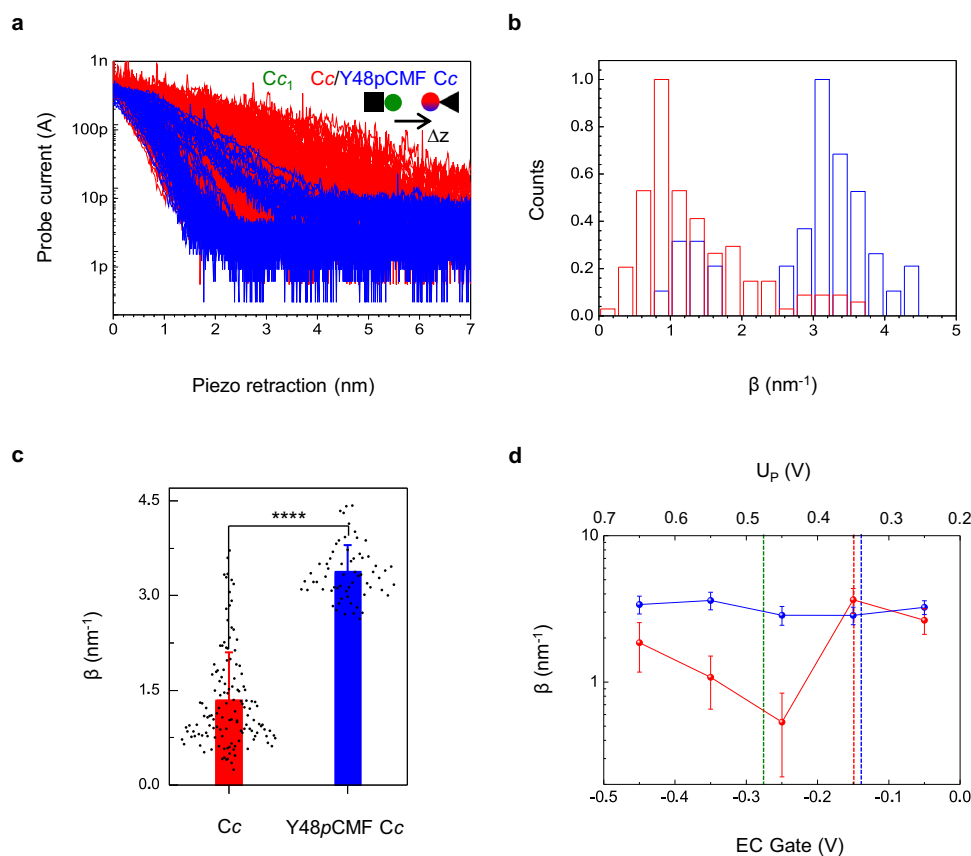 a
1n
100p
10p
1p
Probe current (A)
Cc₁ Cc/Y48pCMF Cc
Δz
0 1 2 3 4 5 6 7
Piezo retraction (nm)
b
1.0
0.8
0.6
0.4
0.2
0.0
Counts
0 1 2 3 4 5
β (nm⁻¹)
c
4.5
3.0
1.5
0.0
β (nm⁻¹)
****
Cc Y48pCMF Cc
d
U_P (V)
0.7 0.6 0.5 0.4 0.3 0.2
10
1
β (nm⁻¹)
-0.5 -0.4 -0.3 -0.2 -0.1 0.0
EC Gate (V)